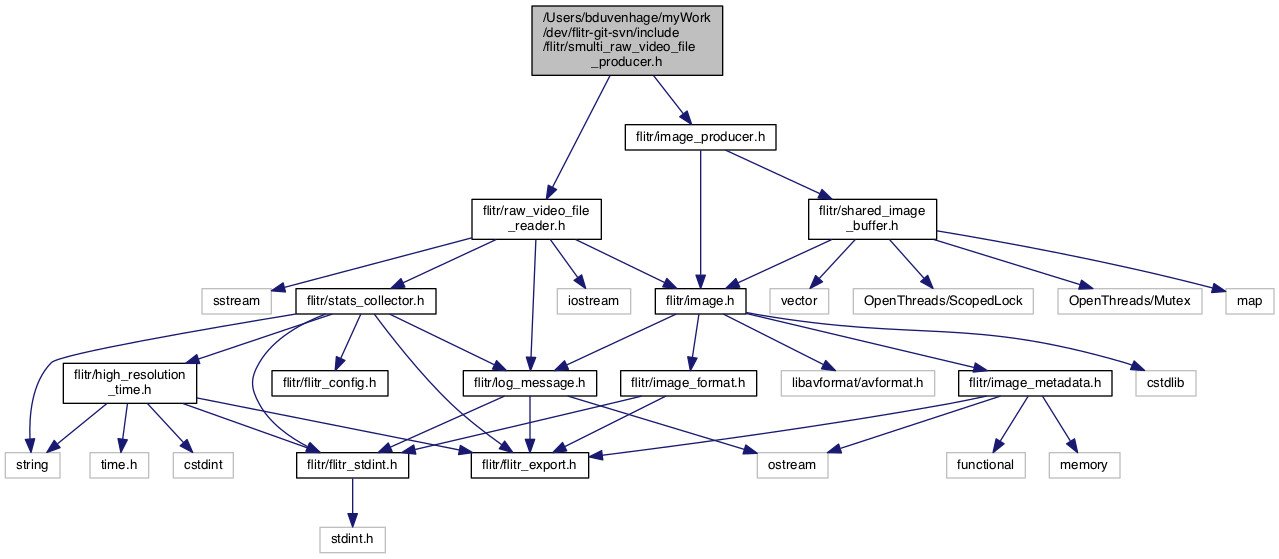 /Users/bduvenhage/myWork
/dev/flitr-git-svn/include
/flitr/smulti_raw_video_file
_producer.h
flitr/image_producer.h
flitr/raw_video_file
_reader.h
flitr/shared_image
_buffer.h
sstream
flitr/stats_collector.h
iostream
flitr/image.h
vector
OpenThreads/ScopedLock
OpenThreads/Mutex
map
flitr/high_resolution
_time.h
flitr/flitr_config.h
flitr/log_message.h
flitr/image_format.h
libavformat/avformat.h
flitr/image_metadata.h
cstdlib
string
time.h
cstdint
flitr/flitr_stdint.h
flitr/flitr_export.h
ostream
functional
memory
stdint.h